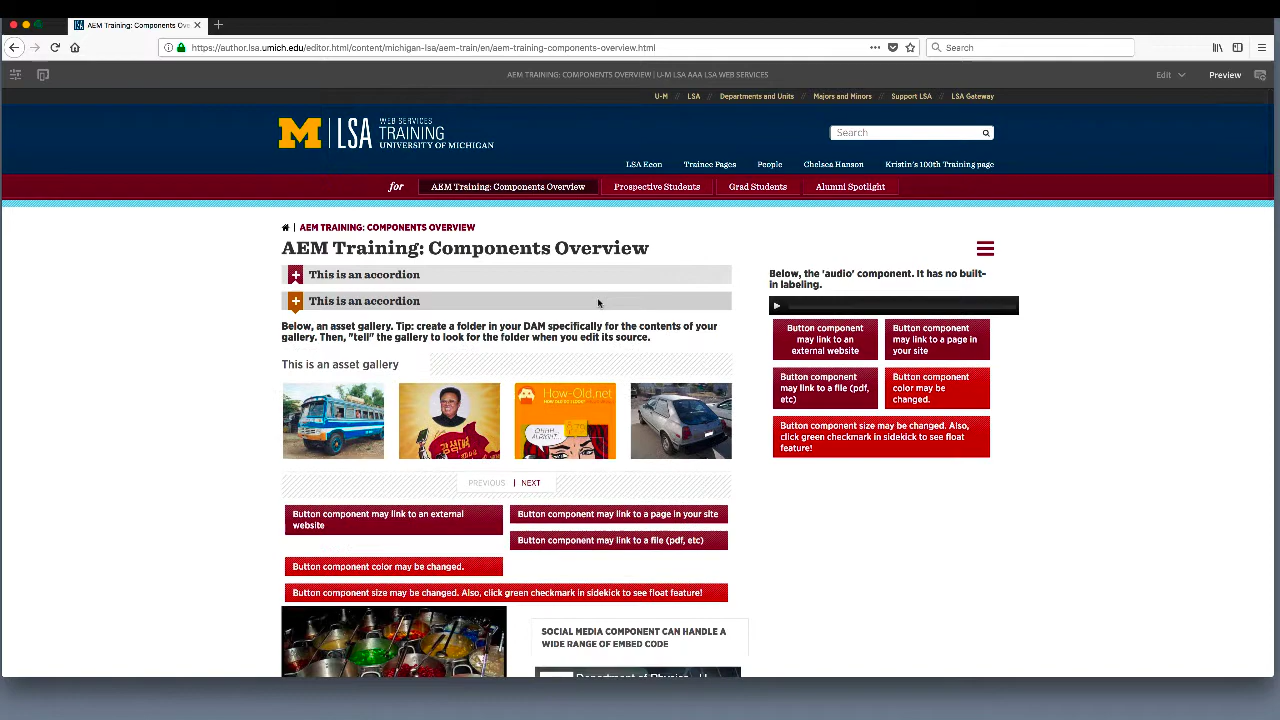 AEM Training: Components Ove
https://author.lsa.umich.edu/editor.html/content/michigan-lsa/aem-train/en/aem-training-components-overview.html
Search
AEM TRAINING: COMPONENTS OVERVIEW | U-M LSA AAA LSA WEB SERVICES
Edit
Preview
U-M // LSA // Departments and Units // Majors and Minors // Support LSA // LSA Gateway
M LSA WEB SERVICES
TRAINING
UNIVERSITY OF MICHIGAN
Search
LSA Econ Trainee Pages People Chelsea Hanson Kristin's 100th Training page
for AEM Training: Components Overview Prospective Students Grad Students Alumni Spotlight
| AEM TRAINING: COMPONENTS OVERVIEW
AEM Training: Components Overview
This is an accordion
This is an accordion
Below, an asset gallery. Tip: create a folder in your DAM specifically for the contents of your
gallery. Then, "tell" the gallery to look for the folder when you edit its source.
This is an asset gallery
How-Old.net
PREVIOUS | NEXT
Button component may link to an external
website
Button component may link to a page in your site
Button component may link to a file (pdf, etc)
Button component color may be changed.
Button component size may be changed. Also, click green checkmark in sidekick to see float feature!
SOCIAL MEDIA COMPONENT CAN HANDLE A
WIDE RANGE OF EMBED CODE
Below, the 'audio' component. It has no built-
in labeling.
Button component
may link to an
external website
Button component
may link to a page in
your site
Button component
may link to a file (pdf,
etc)
Button component
color may be
changed.
Button component size may be changed. Also,
click green checkmark in sidekick to see float
feature!